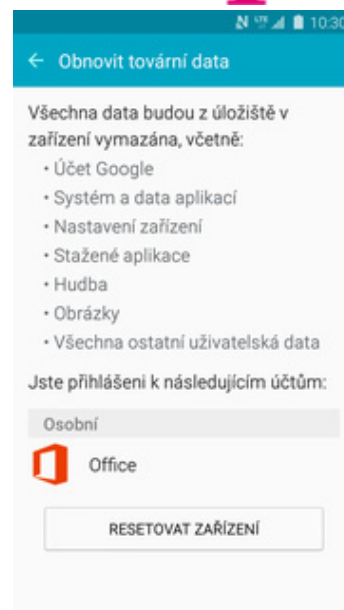 10:30
Obnovit tovární data
Všechna data budou z úložiště v
zařízení vymazána, včetně:
• Účet Google
• Systém a data aplikací
• Nastavení zařízení
• Stažené aplikace
• Hudba
• Obrázky
• Všechna ostatní uživatelská data
Jste přihlášeni k následujícím účtům:
Osobní
Office
RESETOVAT ZAŘÍZENÍ